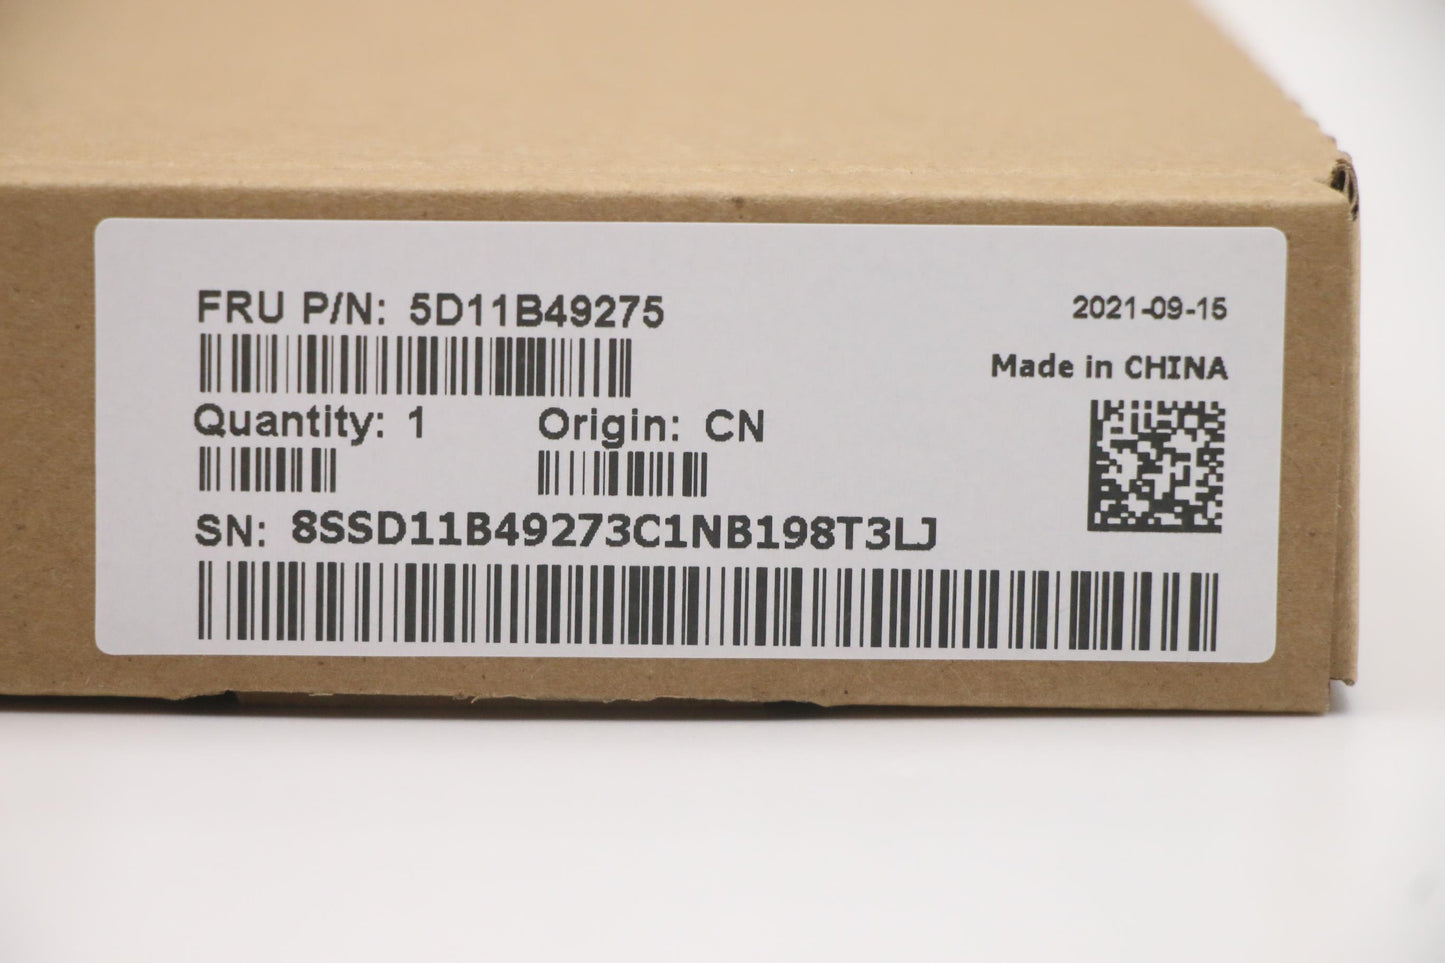 FRU P/N: 5D11B49275
2021-09-15
Made in CHINA
Quantity: 1
Origin: CN
SN: 8SSD11B49273C1NB198T3LJ